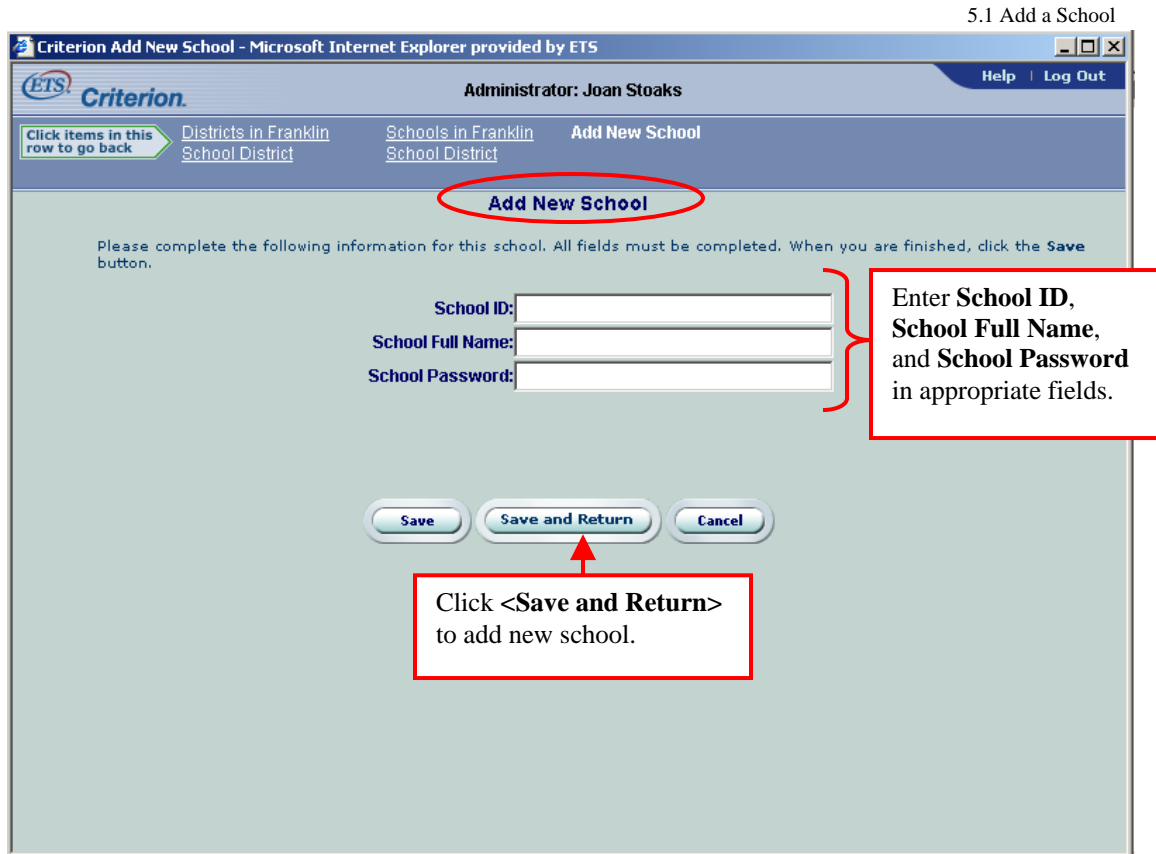 5.1 Add a School
Criterion Add New School - Microsoft Internet Explorer provided by ETS
ETS Criterion.
Administrator: Joan Stoaks
Help | Log Out
Click items in this
row to go back
Districts in Franklin
School District
Schools in Franklin
School District
Add New School
Add New School
Please complete the following information for this school. All fields must be completed. When you are finished, click the Save
button.
School ID:
School Full Name:
School Password:
Enter School ID,
School Full Name,
and School Password
in appropriate fields.
Save
Save and Return
Cancel
Click <Save and Return>
to add new school.